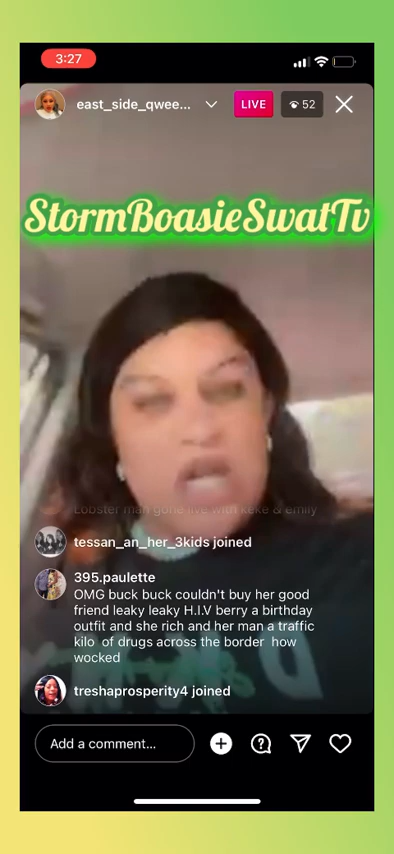 3:27
east_side_qwee...
LIVE
52
StormBoasieSwatTv
Lobster man gone live with keke & emily
tessan_an_her_3kids joined
395.paulette
OMG buck buck couldn't buy her good
friend leaky leaky H.I.V berry a birthday
outfit and she rich and her man a traffic
kilo of drugs across the border how
wocked
treshaprosperity4 joined
Add a comment...